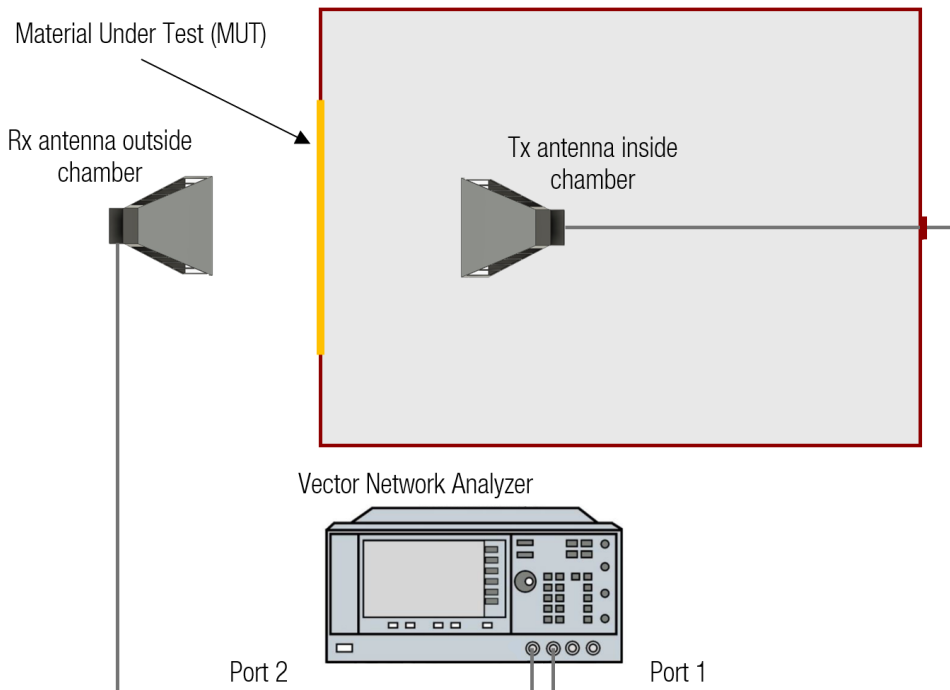 Material Under Test (MUT)
Rx antenna outside
chamber
Tx antenna inside
chamber
Vector Network Analyzer
Port 2
Port 1